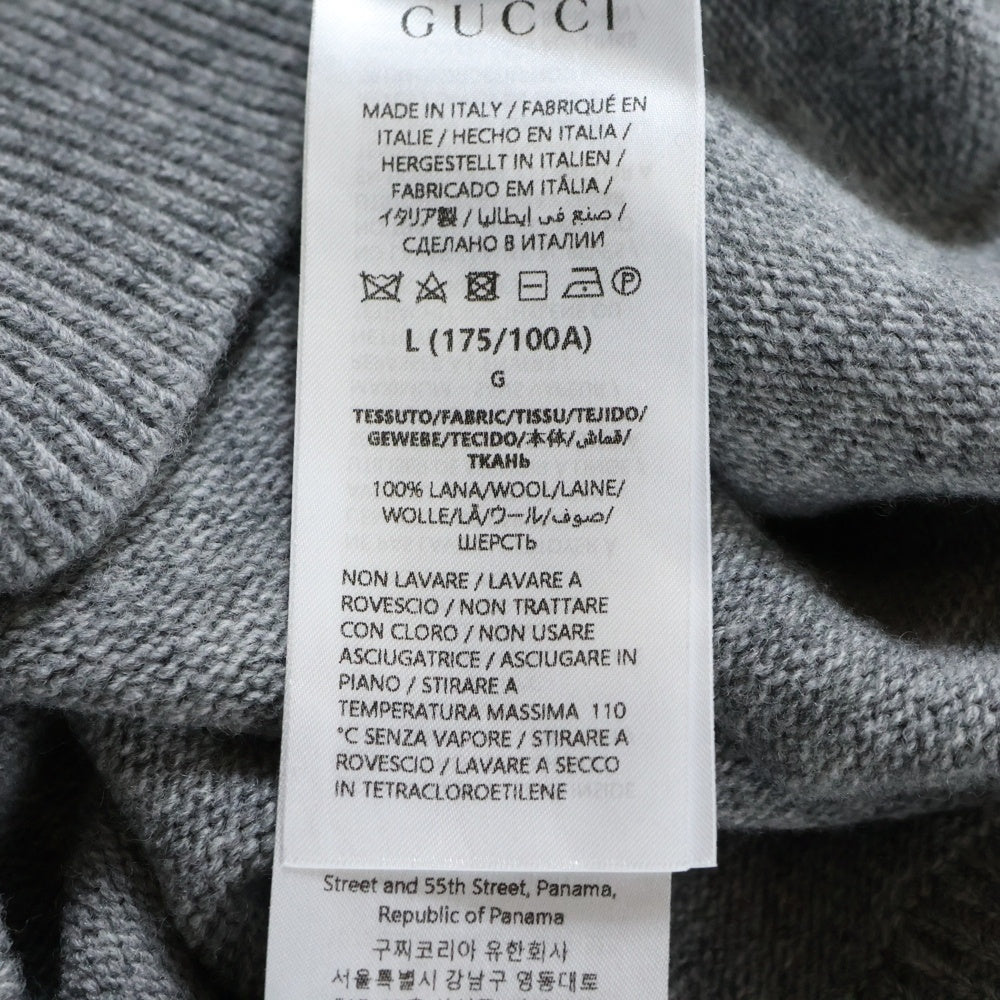 GUCCI
MADE IN ITALY / FABRIQUÉ EN
ITALIE / HECHO EN ITALIA /
HERGESTELLT IN ITALIEN /
FABRICADO EM ITÁLIA /
イタリア製 / صنع في إيطاليا /
СДЕЛАНО В ИТАЛИИ
P
L (175/100A)
G
TESSUTO/FABRIC/TISSU/TEJIDO/
GEWEBE/TECIDO/本体/قماش/
ТКАНЬ
100% LANA/WOOL/LAINE/
WOLLE/LÃ/ウール/صوف/
ШЕРСТЬ
NON LAVARE / LAVARE A
ROVESCIO / NON TRATTARE
CON CLORO / NON USARE
ASCIUGATRICE / ASCIUGARE IN
PIANO / STIRARE A
TEMPERATURA MASSIMA 110
°C SENZA VAPORE / STIRARE A
ROVESCIO / LAVARE A SECCO
IN TETRACLOROETILENE
Street and 55th Street, Panama,
Republic of Panama
구찌코리아 유한회사
서울특별시 강남구 영동대로